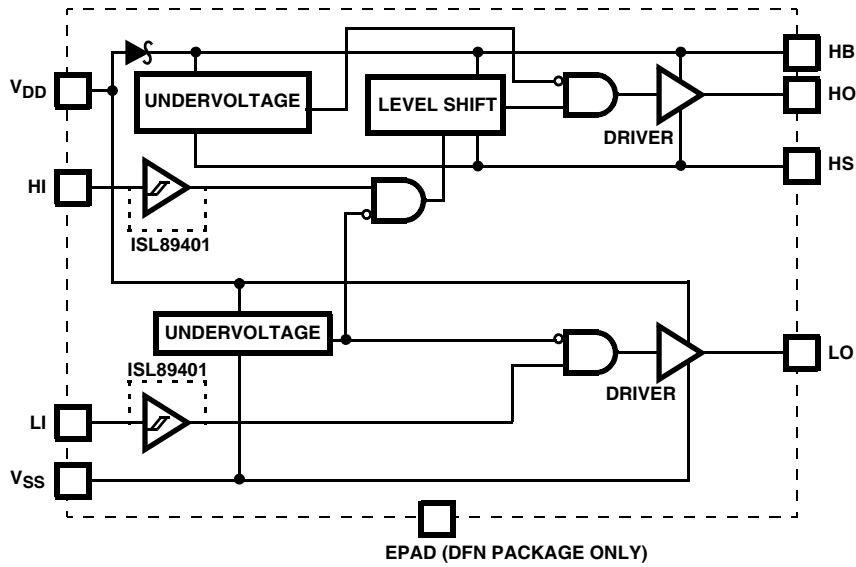 HB
VDD
UNDERVOLTAGE
LEVEL SHIFT
HO
DRIVER
HS
HI
ISL89401
UNDERVOLTAGE
LO
ISL89401
DRIVER
LI
VSS
EPAD (DFN PACKAGE ONLY)